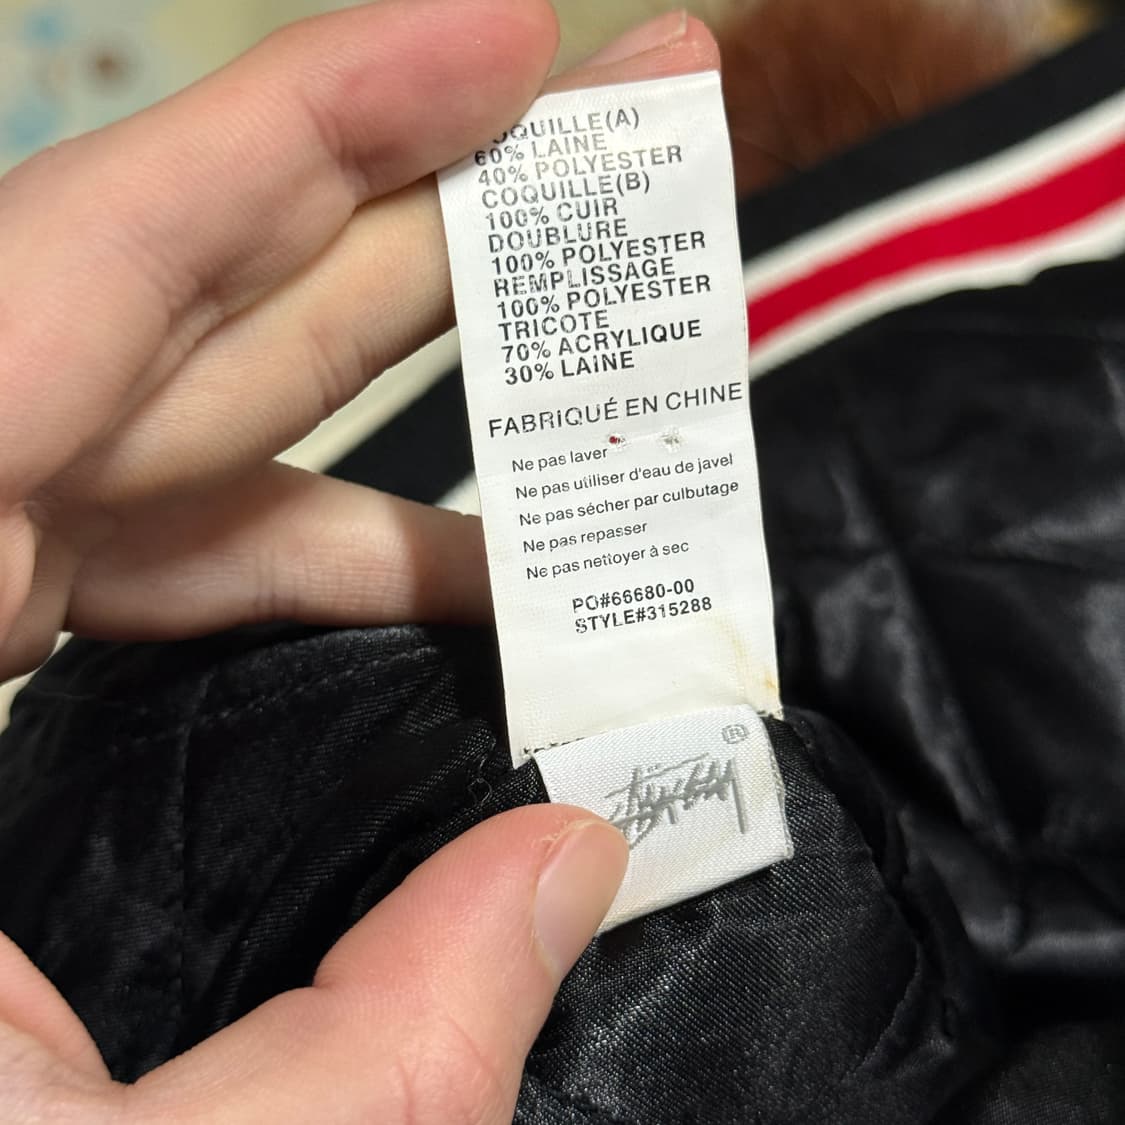 COQUILLE(A)
60% LAINE
40% POLYESTER
COQUILLE(B)
100% CUIR
DOUBLURE
100% POLYESTER
REMPLISSAGE
100% POLYESTER
TRICOTE
70% ACRYLIQUE
30% LAINE
FABRIQUÉ EN CHINE
Ne pas laver
Ne pas utiliser d'eau de javel
Ne pas sécher par culbutage
Ne pas repasser
Ne pas nettoyer à sec
PO#66680-00
STYLE#315288
®
Stüssy